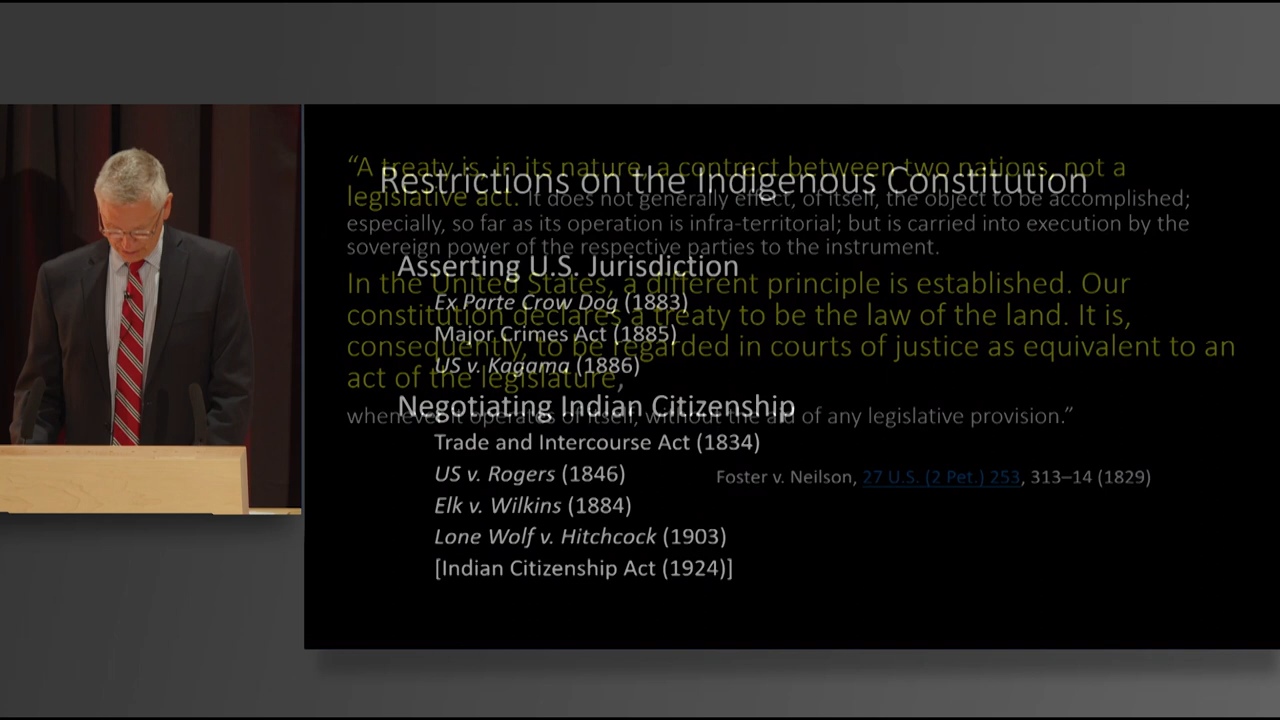 “A treaty is, in its nature, a contract between two nations, not a
legislative act. It does not generally effect, of itself, the object to be accomplished;
especially, so far as its operation is infra-territorial; but is carried into execution by the
sovereign power of the respective parties to the instrument.
In the United States, a different principle is established. Our
constitution declares a treaty to be the law of the land. It is,
consequently, to be regarded in courts of justice as equivalent to an
act of the legislature,
whenever it operates of itself, without the aid of any legislative provision.”
Foster v. Neilson, 27 U.S. (2 Pet.) 253, 313–14 (1829)
Restrictions on the Indigenous Constitution
Asserting U.S. Jurisdiction
Ex Parte Crow Dog (1883)
Major Crimes Act (1885)
US v. Kagama (1886)
Negotiating Indian Citizenship
Trade and Intercourse Act (1834)
US v. Rogers (1846)
Elk v. Wilkins (1884)
Lone Wolf v. Hitchcock (1903)
[Indian Citizenship Act (1924)]